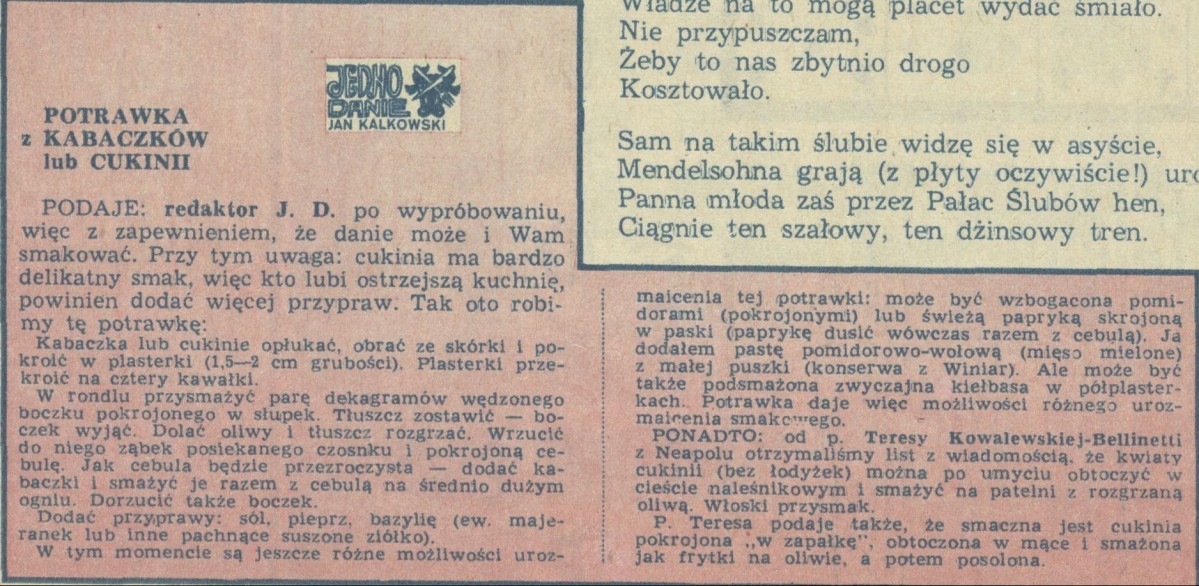 JEDNO
DANIE
JAN KALKOWSKI
POTRAWKA
z KABACZKÓW
lub CUKINII
PODAJE: redaktor J. D. po wypróbowaniu,
więc z zapewnieniem, że danie może i Wam
smakować. Przy tym uwaga: cukinia ma bardzo
delikatny smak, więc kto lubi ostrzejszą kuchnię,
powinien dodać więcej przypraw. Tak oto robi-
my tę potrawkę:
Kabaczka lub cukinie opłukać, obrać ze skórki i po-
kroić w plasterki (1,5—2 cm grubości). Plasterki prze-
kroić na cztery kawałki.
W rondlu przysmażyć parę dekagramów wędzonego
boczku pokrojonego w słupek. Tłuszcz zostawić — bo-
czek wyjąć. Dolać oliwy i tłuszcz rozgrzać. Wrzucić
do niego ząbek posiekanego czosnku i pokrojoną ce-
bulę. Jak cebula będzie przezroczysta — dodać ka-
baczki i smażyć je razem z cebulą na średnio dużym
ogniu. Dorzucić także boczek.
Dodać przyprawy: sól, pieprz, bazylię (ew. maje-
ranek lub inne pachnące suszone ziółko).
W tym momencie są jeszcze różne możliwości uroz-
maicenia tej potrawki: może być wzbogacona pomi-
dorami (pokrojonymi) lub świeżą papryką skrojoną
w paski (paprykę dusić wówczas razem z cebulą). Ja
dodałem pastę pomidorowo-wołową (mięso mielone)
z małej puszki (konserwa z Winiar). Ale może być
także podsmażona zwyczajna kiełbasa w półplaster-
kach. Potrawka daje więc możliwości różnego uroz-
maicenia smakowego.
PONADTO: od p. Teresy Kowalewskiej-Bellinetti
z Neapolu otrzymaliśmy list z wiadomością, że kwiaty
cukinii (bez łodyżek) można po umyciu obtoczyć w
cieście naleśnikowym i smażyć na patelni z rozgrzaną
oliwą. Włoski przysmak.
P. Teresa podaje także, że smaczna jest cukinia
pokrojona „w zapałkę", obtoczona w mące i smażona
jak frytki na oliwie, a potem posolona.
Władze na to mogą placet wydać śmiało.
Nie przypuszczam,
Żeby to nas zbytnio drogo
Kosztowało.
Sam na takim ślubie widzę się w asyście,
Mendelsohna grają (z płyty oczywiście!) uro
Panna młoda zaś przez Pałac Ślubów hen,
Ciągnie ten szałowy, ten dżinsowy tren.